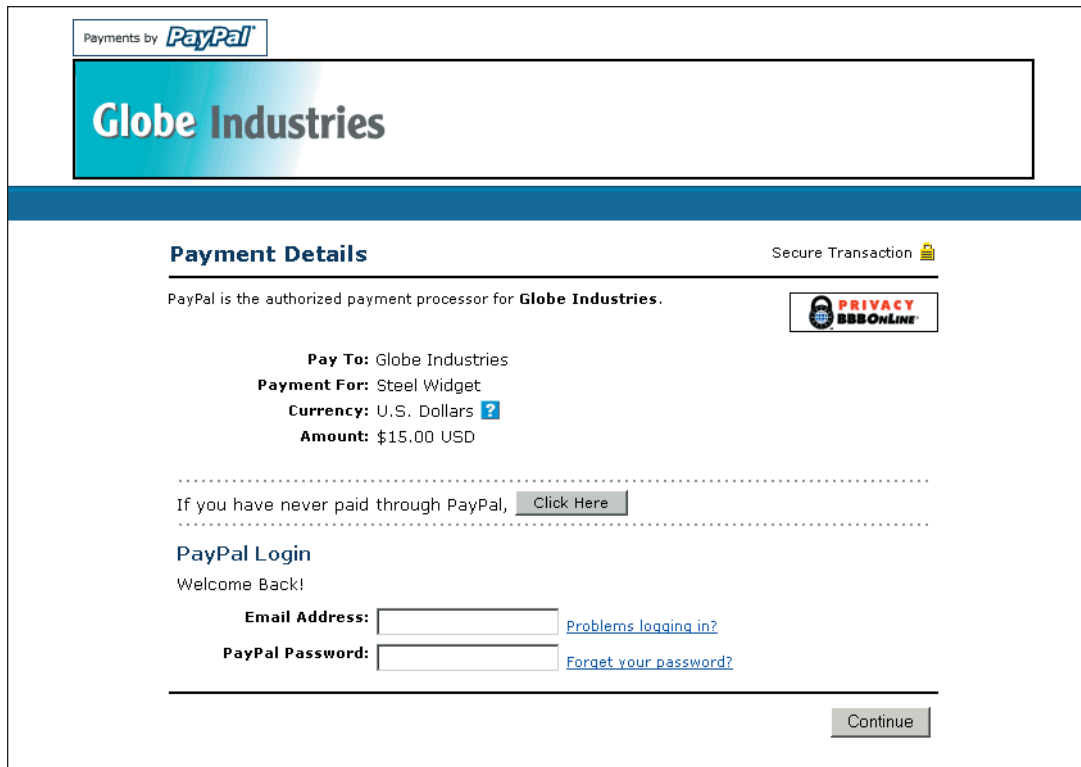 Payments by PayPal
Globe Industries
Payment Details
Secure Transaction
PayPal is the authorized payment processor for Globe Industries.
PRIVACY
BBBONLINE
Pay To: Globe Industries
Payment For: Steel Widget
Currency: U.S. Dollars ?
Amount: $15.00 USD
If you have never paid through PayPal, Click Here
PayPal Login
Welcome Back!
Email Address:
Problems logging in?
PayPal Password:
Forget your password?
Continue